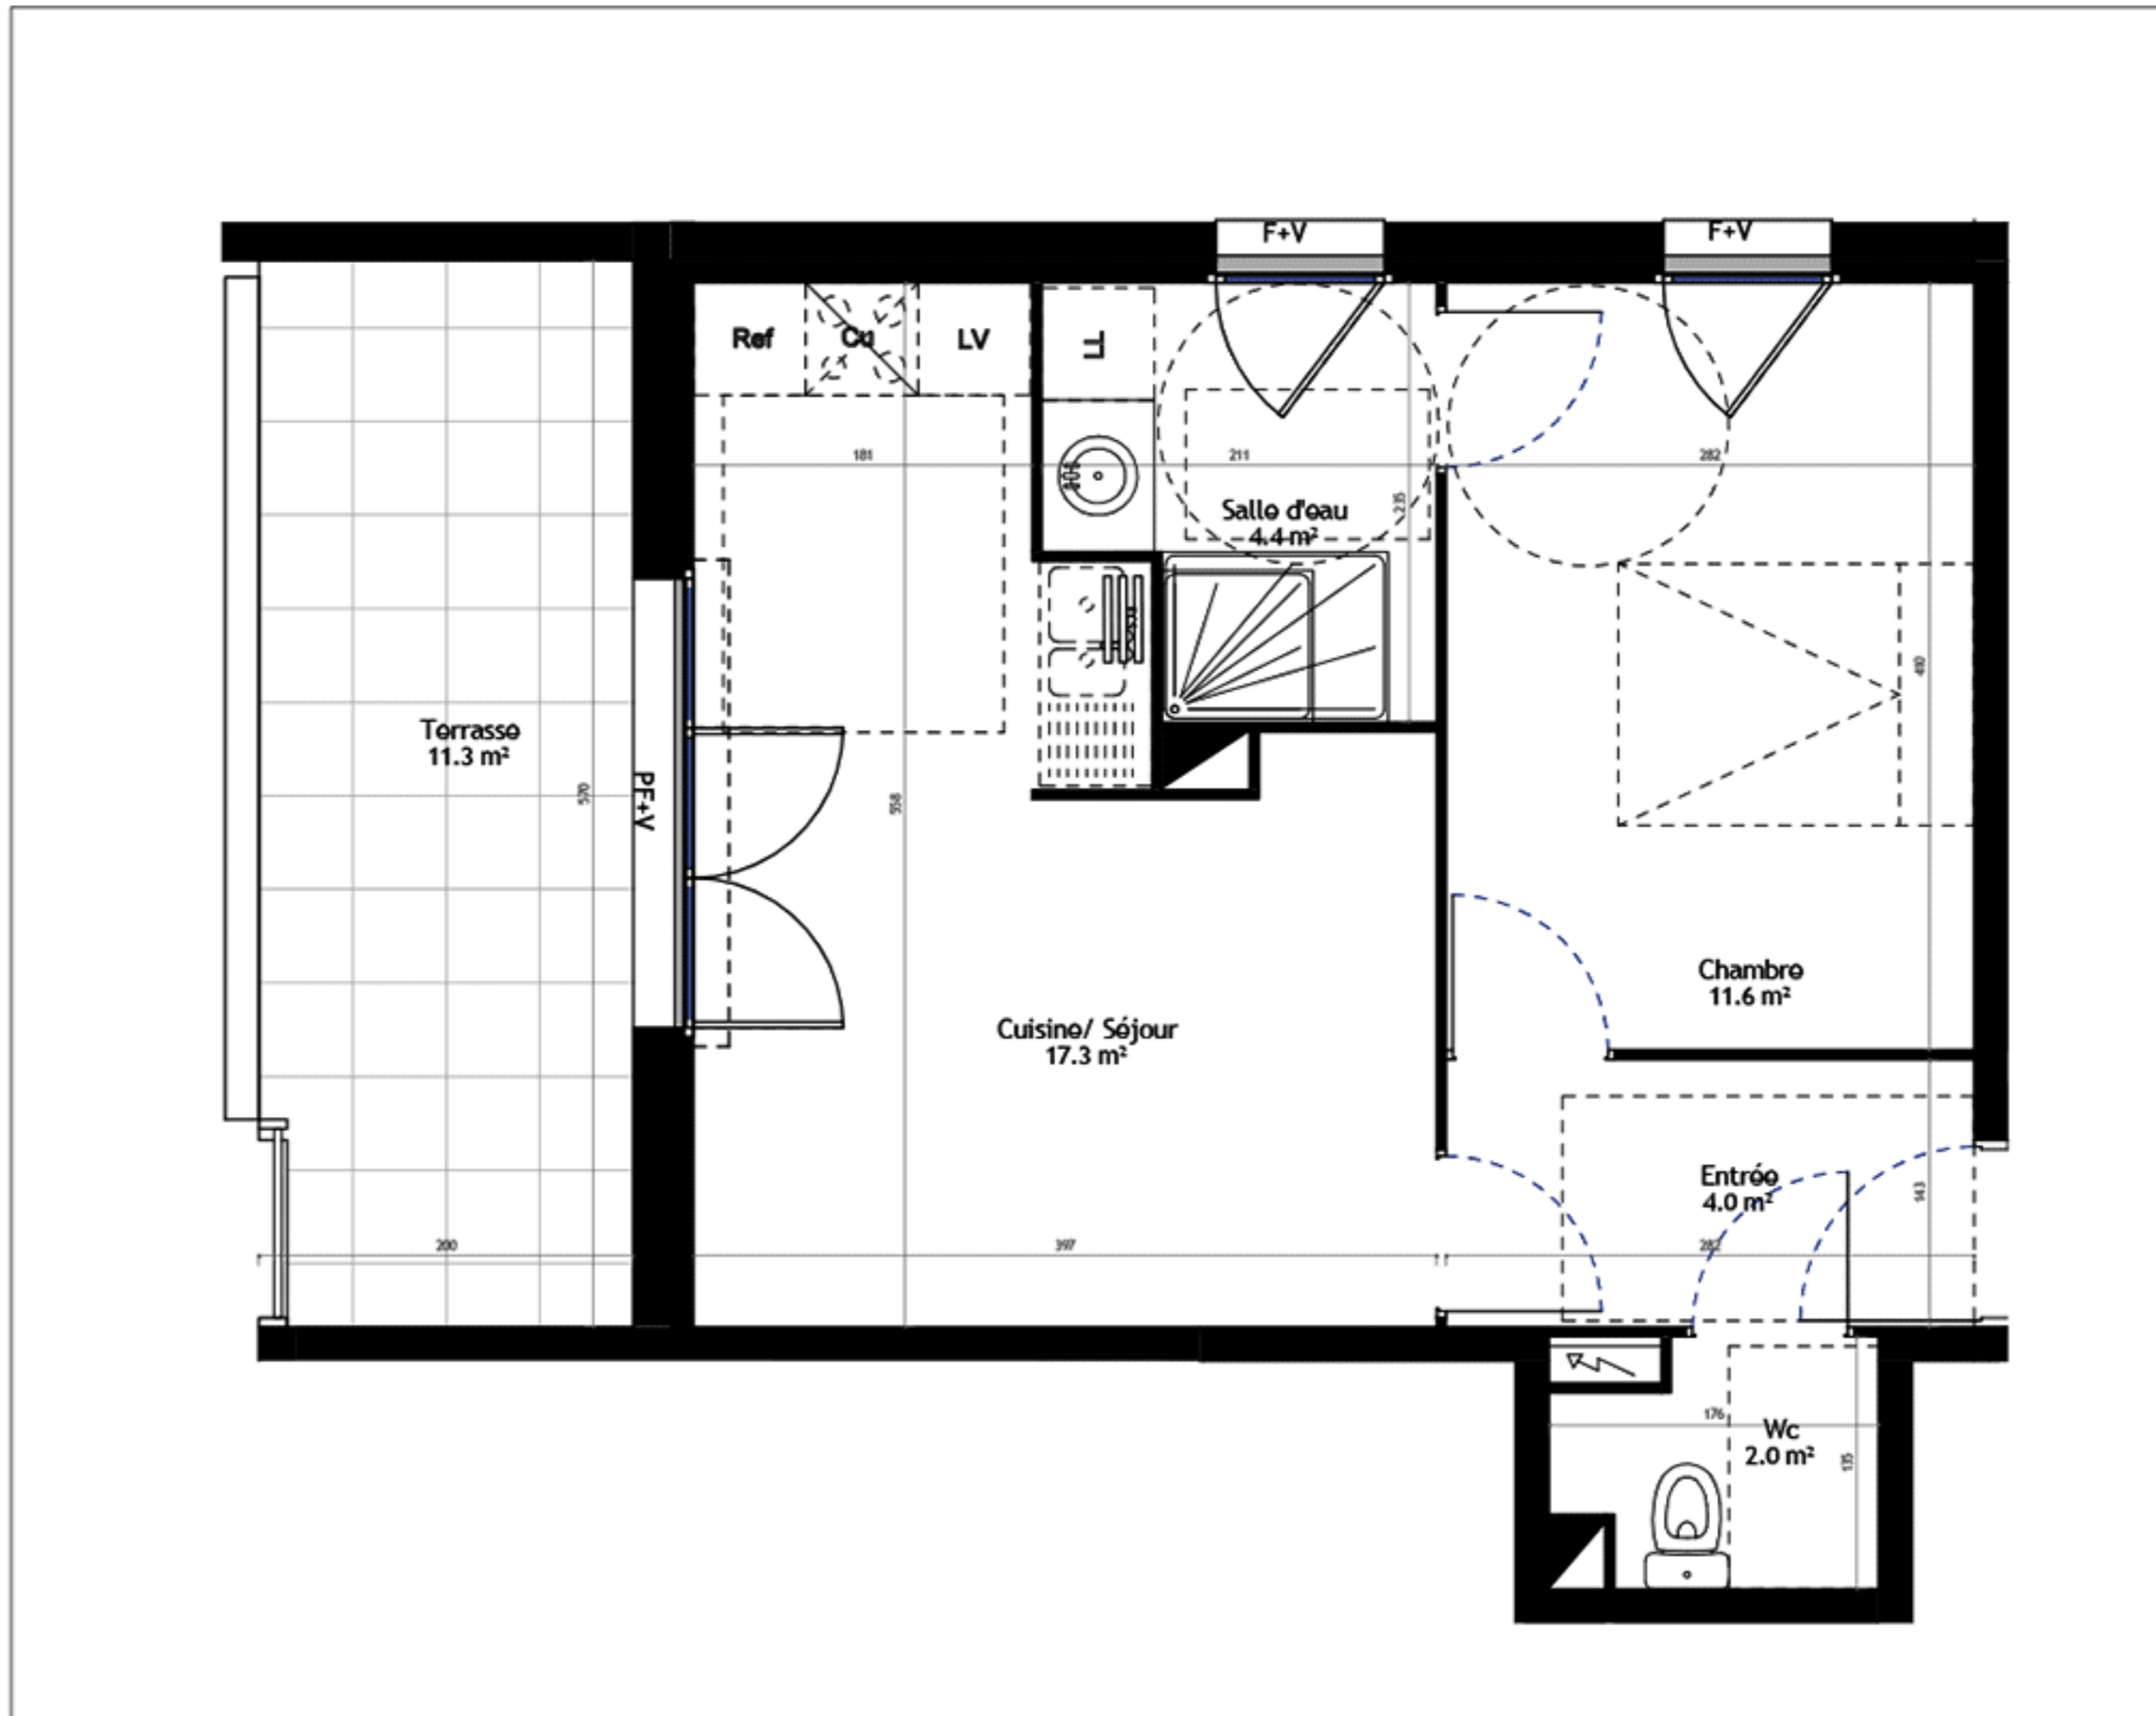 F+V
F+V
Ref
Cu
LV
LL
181
211
282
235
Salle d'eau
4.4 m²
410
Terrasse
11.3 m²
570
PF+V
558
Chambre
11.6 m²
Cuisine/ Séjour
17.3 m²
Entrée
4.0 m²
143
200
397
282
176
Wc
2.0 m²
135